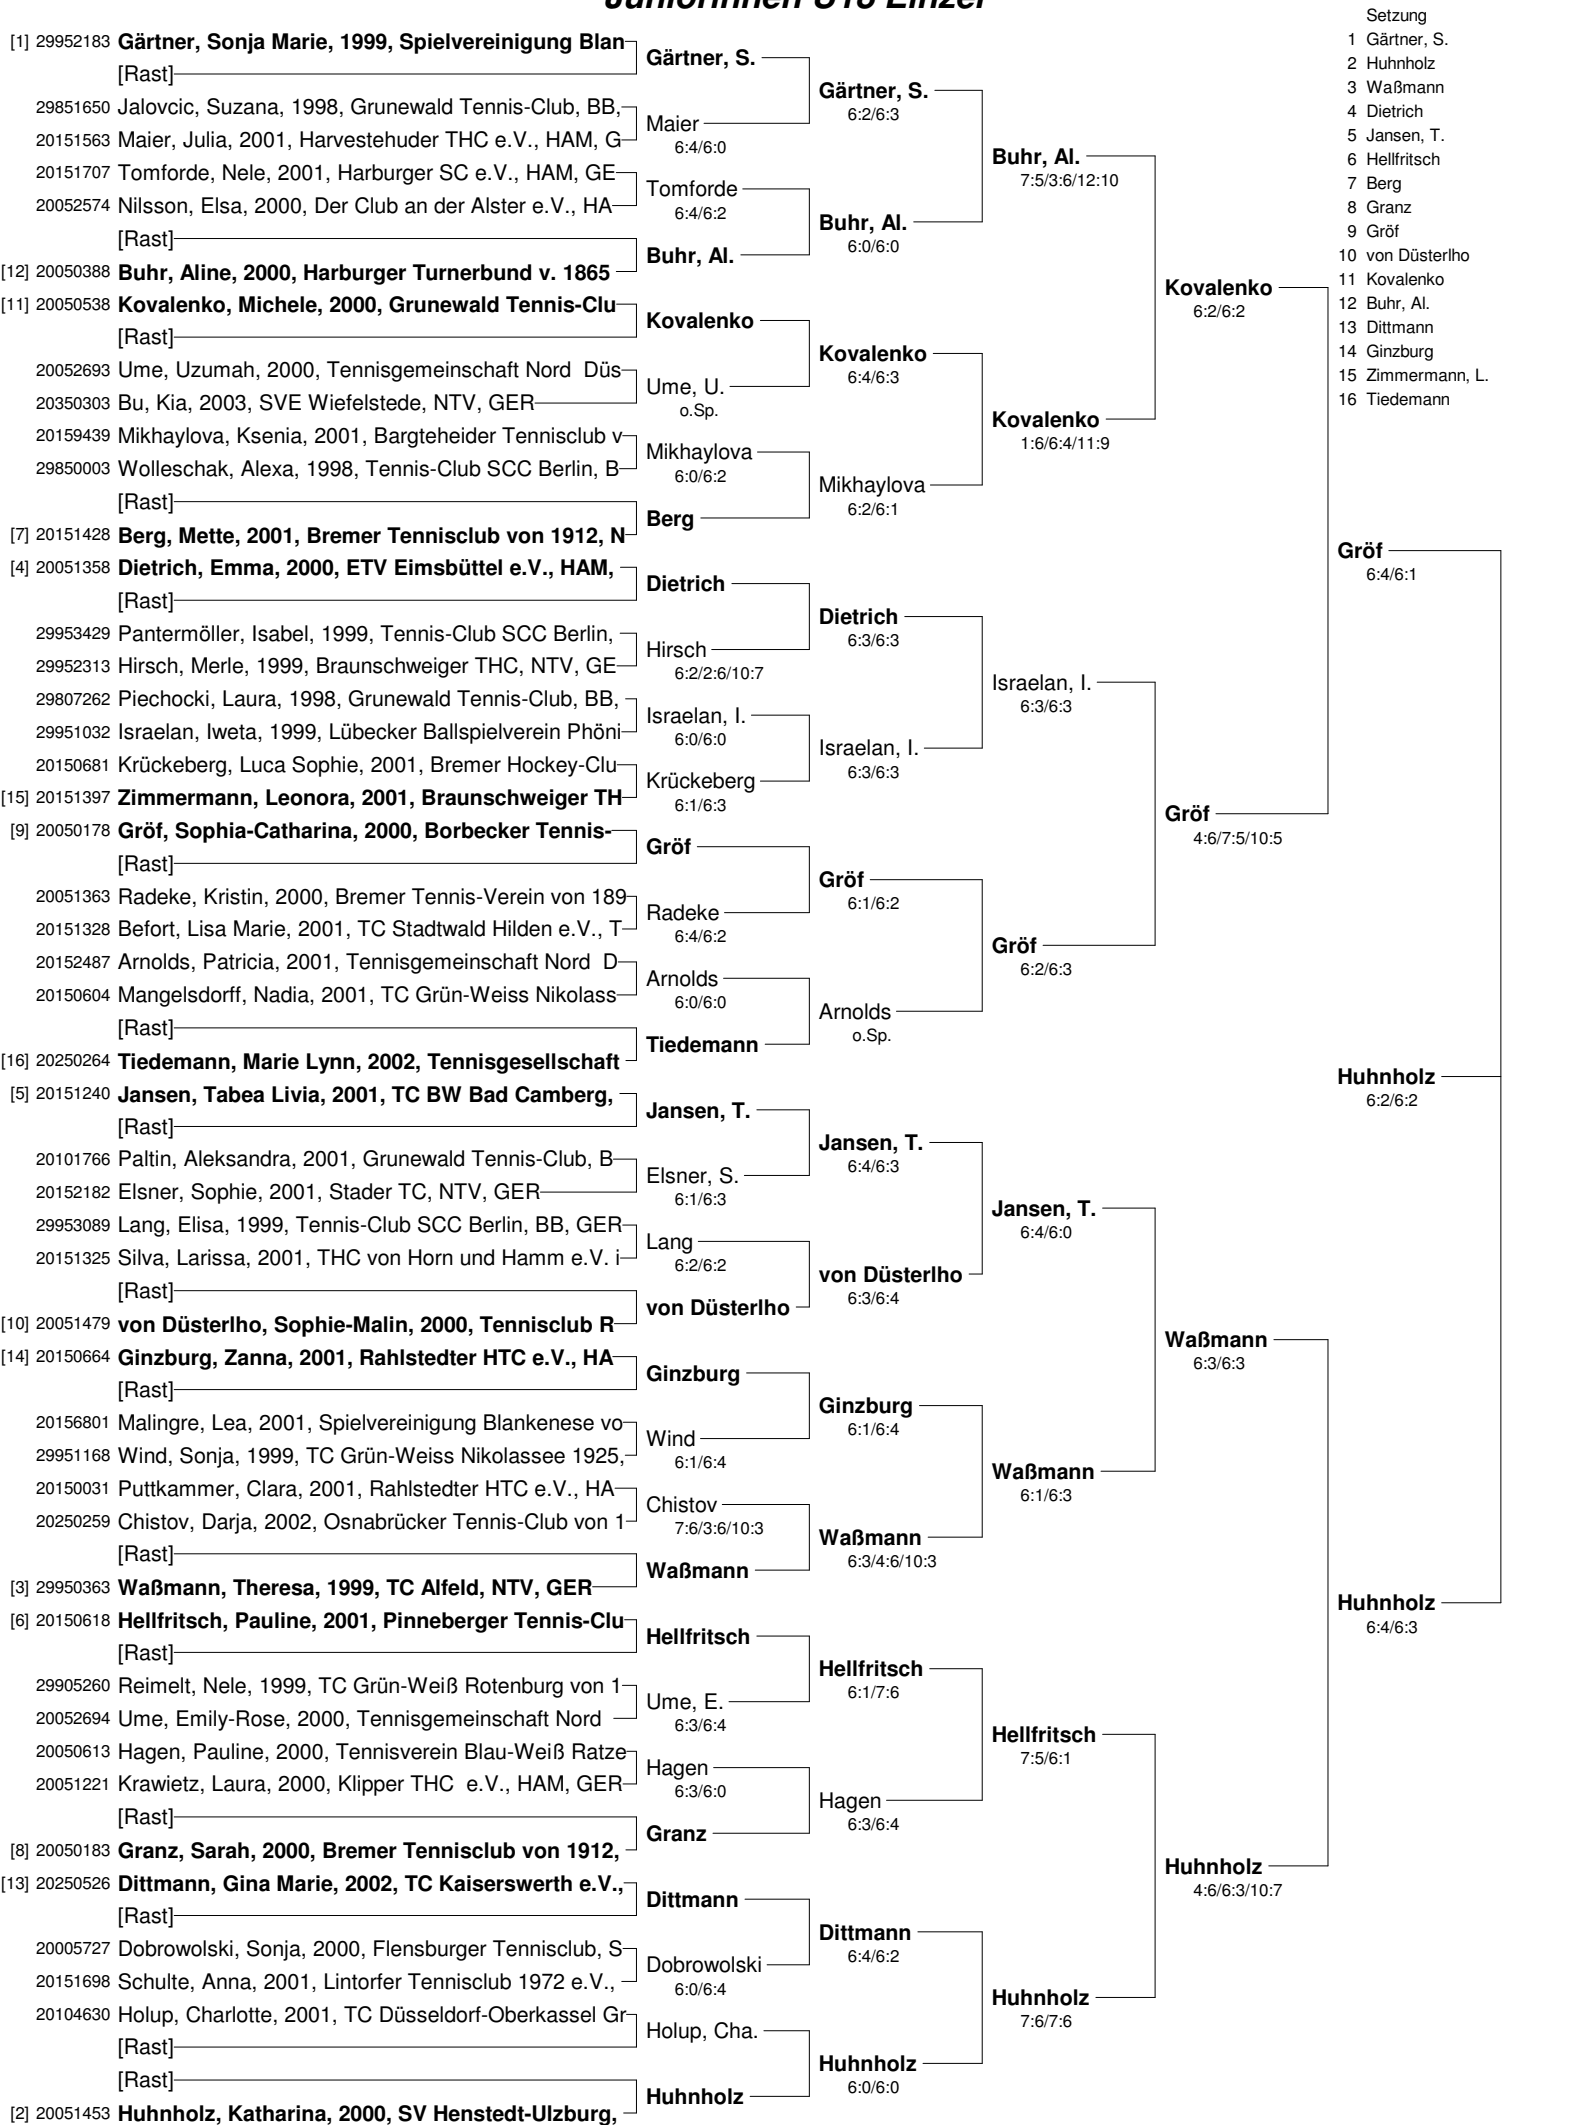 Juniorinnen U18 Einzel
Setzung
1 Gärtner, S.
2 Huhnholz
3 Waßmann
4 Dietrich
5 Jansen, T.
6 Hellfritsch
7 Berg
8 Granz
9 Gröf
10 von Düsterlho
11 Kovalenko
12 Buhr, Al.
13 Dittmann
14 Ginzburg
15 Zimmermann, L.
16 Tiedemann
[1] 29952183 Gärtner, Sonja Marie, 1999, Spielvereinigung Blan
[Rast]
29851650 Jalovcic, Suzana, 1998, Grunewald Tennis-Club, BB,
20151563 Maier, Julia, 2001, Harvestehuder THC e.V., HAM, G
20151707 Tomforde, Nele, 2001, Harburger SC e.V., HAM, GE
20052574 Nilsson, Elsa, 2000, Der Club an der Alster e.V., HA
[Rast]
[12] 20050388 Buhr, Aline, 2000, Harburger Turnerbund v. 1865
[11] 20050538 Kovalenko, Michele, 2000, Grunewald Tennis-Clu
[Rast]
20052693 Ume, Uzumah, 2000, Tennisgemeinschaft Nord  Düs
20350303 Bu, Kia, 2003, SVE Wiefelstede, NTV, GER
20159439 Mikhaylova, Ksenia, 2001, Bargteheider Tennisclub v
29850003 Wolleschak, Alexa, 1998, Tennis-Club SCC Berlin, B
[Rast]
[7] 20151428 Berg, Mette, 2001, Bremer Tennisclub von 1912, N
[4] 20051358 Dietrich, Emma, 2000, ETV Eimsbüttel e.V., HAM,
[Rast]
29953429 Pantermöller, Isabel, 1999, Tennis-Club SCC Berlin,
29952313 Hirsch, Merle, 1999, Braunschweiger THC, NTV, GE
29807262 Piechocki, Laura, 1998, Grunewald Tennis-Club, BB,
29951032 Israelan, Iweta, 1999, Lübecker Ballspielverein Phöni
20150681 Krückeberg, Luca Sophie, 2001, Bremer Hockey-Clu
[15] 20151397 Zimmermann, Leonora, 2001, Braunschweiger TH
[9] 20050178 Gröf, Sophia-Catharina, 2000, Borbecker Tennis-
[Rast]
20051363 Radeke, Kristin, 2000, Bremer Tennis-Verein von 189
20151328 Befort, Lisa Marie, 2001, TC Stadtwald Hilden e.V., T
20152487 Arnolds, Patricia, 2001, Tennisgemeinschaft Nord  D
20150604 Mangelsdorff, Nadia, 2001, TC Grün-Weiss Nikolass
[Rast]
[16] 20250264 Tiedemann, Marie Lynn, 2002, Tennisgesellschaft
[5] 20151240 Jansen, Tabea Livia, 2001, TC BW Bad Camberg,
[Rast]
20101766 Paltin, Aleksandra, 2001, Grunewald Tennis-Club, B
20152182 Elsner, Sophie, 2001, Stader TC, NTV, GER
29953089 Lang, Elisa, 1999, Tennis-Club SCC Berlin, BB, GER
20151325 Silva, Larissa, 2001, THC von Horn und Hamm e.V. i
[Rast]
[10] 20051479 von Düsterlho, Sophie-Malin, 2000, Tennisclub R
[14] 20150664 Ginzburg, Zanna, 2001, Rahlstedter HTC e.V., HA
[Rast]
20156801 Malingre, Lea, 2001, Spielvereinigung Blankenese vo
29951168 Wind, Sonja, 1999, TC Grün-Weiss Nikolassee 1925,
20150031 Puttkammer, Clara, 2001, Rahlstedter HTC e.V., HA
20250259 Chistov, Darja, 2002, Osnabrücker Tennis-Club von 1
[Rast]
[3] 29950363 Waßmann, Theresa, 1999, TC Alfeld, NTV, GER
[6] 20150618 Hellfritsch, Pauline, 2001, Pinneberger Tennis-Clu
[Rast]
29905260 Reimelt, Nele, 1999, TC Grün-Weiß Rotenburg von 1
20052694 Ume, Emily-Rose, 2000, Tennisgemeinschaft Nord
20050613 Hagen, Pauline, 2000, Tennisverein Blau-Weiß Ratze
20051221 Krawietz, Laura, 2000, Klipper THC  e.V., HAM, GER
[Rast]
[8] 20050183 Granz, Sarah, 2000, Bremer Tennisclub von 1912,
[13] 20250526 Dittmann, Gina Marie, 2002, TC Kaiserswerth e.V.,
[Rast]
20005727 Dobrowolski, Sonja, 2000, Flensburger Tennisclub, S
20151698 Schulte, Anna, 2001, Lintorfer Tennisclub 1972 e.V.,
20104630 Holup, Charlotte, 2001, TC Düsseldorf-Oberkassel Gr
[Rast]
[Rast]
[2] 20051453 Huhnholz, Katharina, 2000, SV Henstedt-Ulzburg,
Gärtner, S.
Maier
6:4/6:0
Tomforde
6:4/6:2
Buhr, Al.
Kovalenko
Ume, U.
o.Sp.
Mikhaylova
6:0/6:2
Berg
Dietrich
Hirsch
6:2/2:6/10:7
Israelan, I.
6:0/6:0
Krückeberg
6:1/6:3
Gröf
Radeke
6:4/6:2
Arnolds
6:0/6:0
Tiedemann
Jansen, T.
Elsner, S.
6:1/6:3
Lang
6:2/6:2
von Düsterlho
Ginzburg
Wind
6:1/6:4
Chistov
7:6/3:6/10:3
Waßmann
Hellfritsch
Ume, E.
6:3/6:4
Hagen
6:3/6:0
Granz
Dittmann
Dobrowolski
6:0/6:4
Holup, Cha.
Huhnholz
Gärtner, S.
6:2/6:3
Buhr, Al.
6:0/6:0
Kovalenko
6:4/6:3
Mikhaylova
6:2/6:1
Dietrich
6:3/6:3
Israelan, I.
6:3/6:3
Gröf
6:1/6:2
Arnolds
o.Sp.
Jansen, T.
6:4/6:3
von Düsterlho
6:3/6:4
Ginzburg
6:1/6:4
Waßmann
6:3/4:6/10:3
Hellfritsch
6:1/7:6
Hagen
6:3/6:4
Dittmann
6:4/6:2
Huhnholz
6:0/6:0
Buhr, Al.
7:5/3:6/12:10
Kovalenko
1:6/6:4/11:9
Israelan, I.
6:3/6:3
Gröf
6:2/6:3
Jansen, T.
6:4/6:0
Waßmann
6:1/6:3
Hellfritsch
7:5/6:1
Huhnholz
7:6/7:6
Kovalenko
6:2/6:2
Gröf
4:6/7:5/10:5
Waßmann
6:3/6:3
Huhnholz
4:6/6:3/10:7
Gröf
6:4/6:1
Huhnholz
6:4/6:3
Huhnholz
6:2/6:2